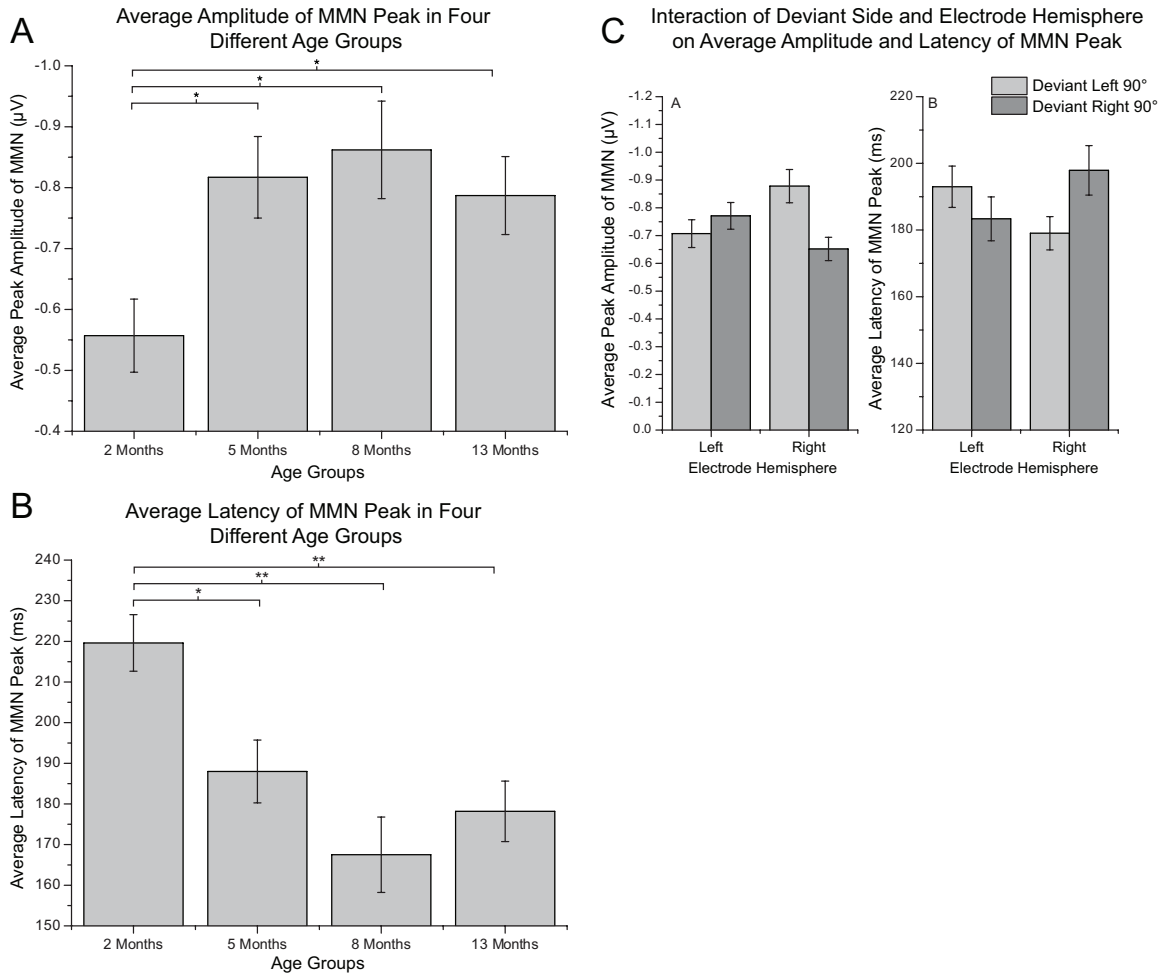 A
Average Amplitude of MMN Peak in Four
Different Age Groups
Average Peak Amplitude of MMN (µV)
-1.0
-0.9
-0.8
-0.7
-0.6
-0.5
-0.4
*
*
*
2 Months
5 Months
8 Months
13 Months
Age Groups
B
Average Latency of MMN Peak in Four
Different Age Groups
Average Latency of MMN Peak (ms)
240
230
220
210
200
190
180
170
160
150
**
**
*
2 Months
5 Months
8 Months
13 Months
Age Groups
C
Interaction of Deviant Side and Electrode Hemisphere
on Average Amplitude and Latency of MMN Peak
Deviant Left 90°
Deviant Right 90°
A
Average Peak Amplitude of MMN (µV)
-1.2
-1.1
-1.0
-0.9
-0.8
-0.7
-0.6
-0.5
-0.4
-0.3
-0.2
-0.1
0.0
Left
Right
Electrode Hemisphere
B
Average Latency of MMN Peak (ms)
220
200
180
160
140
120
Left
Right
Electrode Hemisphere